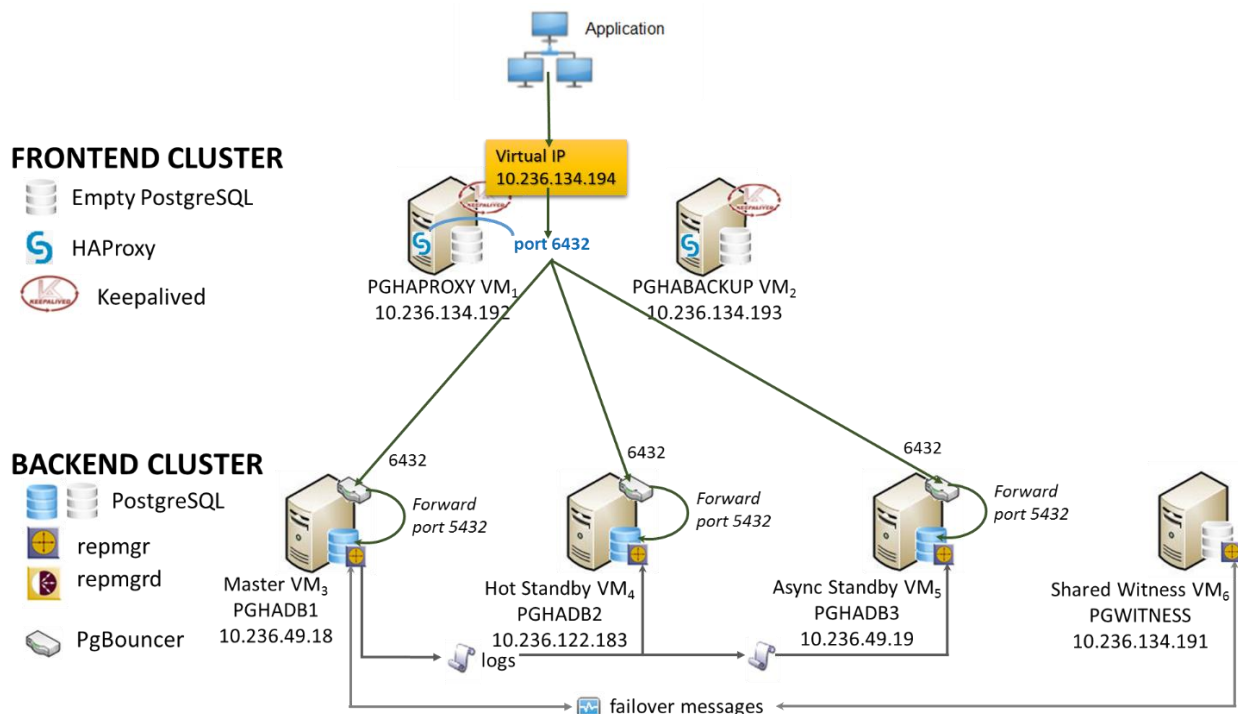 Application
FRONTEND CLUSTER
Empty PostgreSQL
HAProxy
Keepalived
KEEPALIVED
Virtual IP
10.236.134.194
KEEPALIVED
port 6432
PGHAPROXY VM1
10.236.134.192
KEEPALIVED
PGHABACKUP VM2
10.236.134.193
BACKEND CLUSTER
PostgreSQL
repmgr
repmgrd
PgBouncer
6432
Forward
port 5432
Master VM3
PGHADB1
10.236.49.18
6432
Forward
port 5432
Hot Standby VM4
PGHADB2
10.236.122.183
6432
Forward
port 5432
Async Standby VM5
PGHADB3
10.236.49.19
Shared Witness VM6
PGWITNESS
10.236.134.191
logs
failover messages